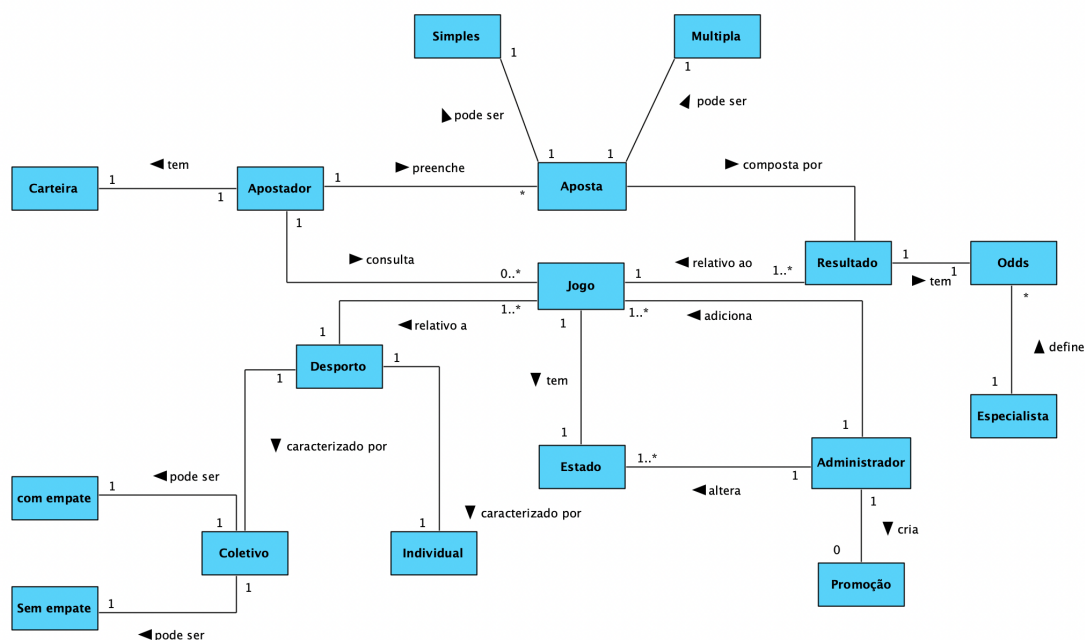 Simples
Multipla
1
1
pode ser
pode ser
1
1
tem
preenche
composta por
Carteira
1
1
Apostador
1
*
Aposta
1
consulta
0..*
Jogo
1
relativo ao
1..*
Resultado
1
tem
1
Odds
*
1..*
1..*
adiciona
relativo a
1
1
define
1
Desporto
1
1
tem
1
Especialista
caracterizado por
1
Estado
1..*
altera
1
1
Administrador
1
com empate
1
pode ser
caracterizado por
cria
1
Coletivo
1
1
Individual
0
Promoção
Sem empate
1
pode ser